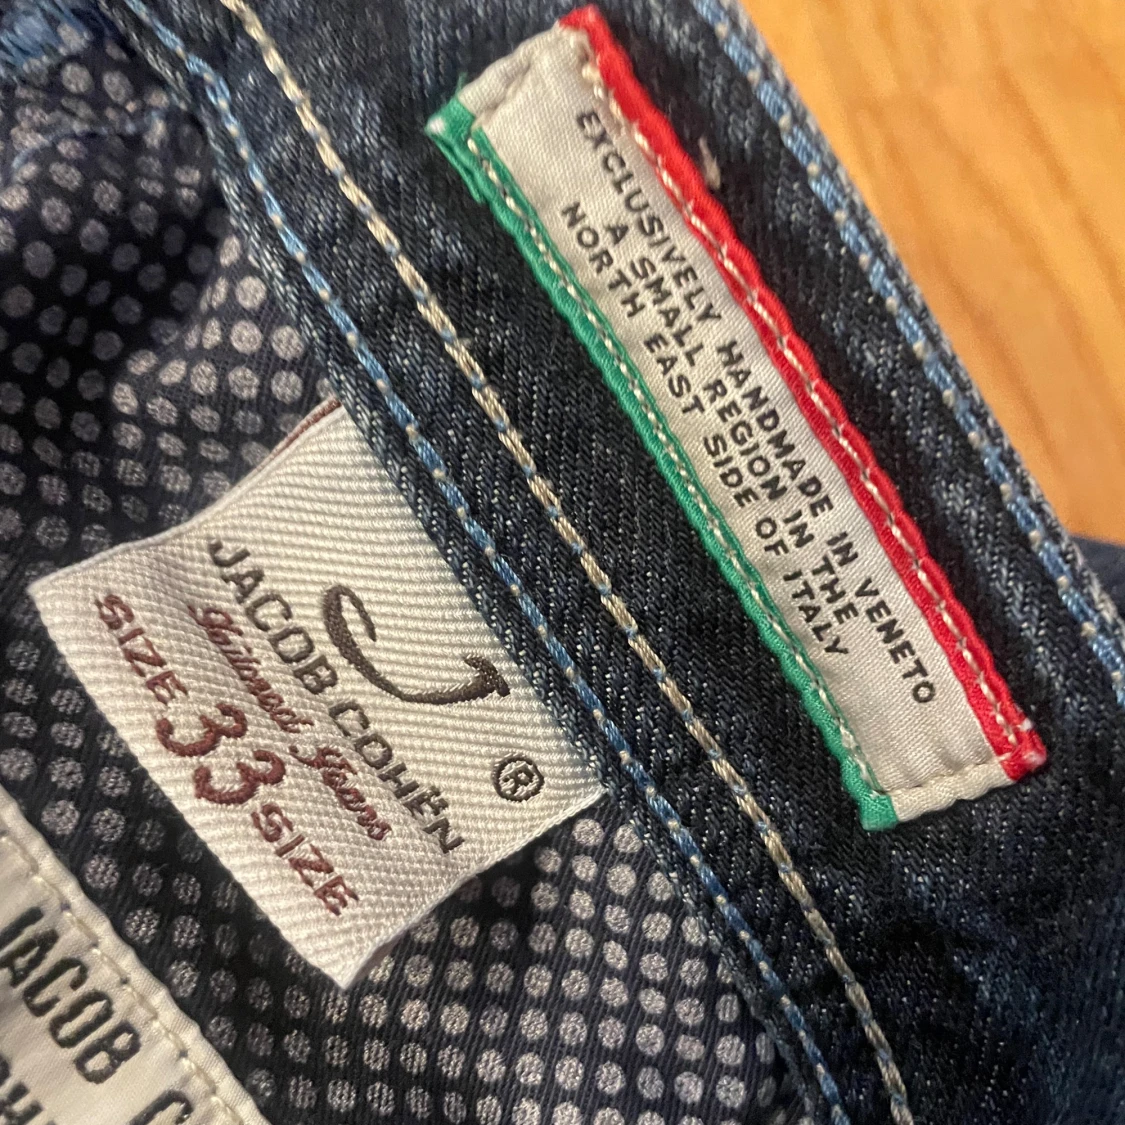 EXCLUSIVELY HANDMADE IN VENETO
A SMALL REGION IN THE
NORTH EAST SIDE OF ITALY
J
®
JACOB COHËN
Tailored Jeans
SIZE 33 SIZE
JACOB C